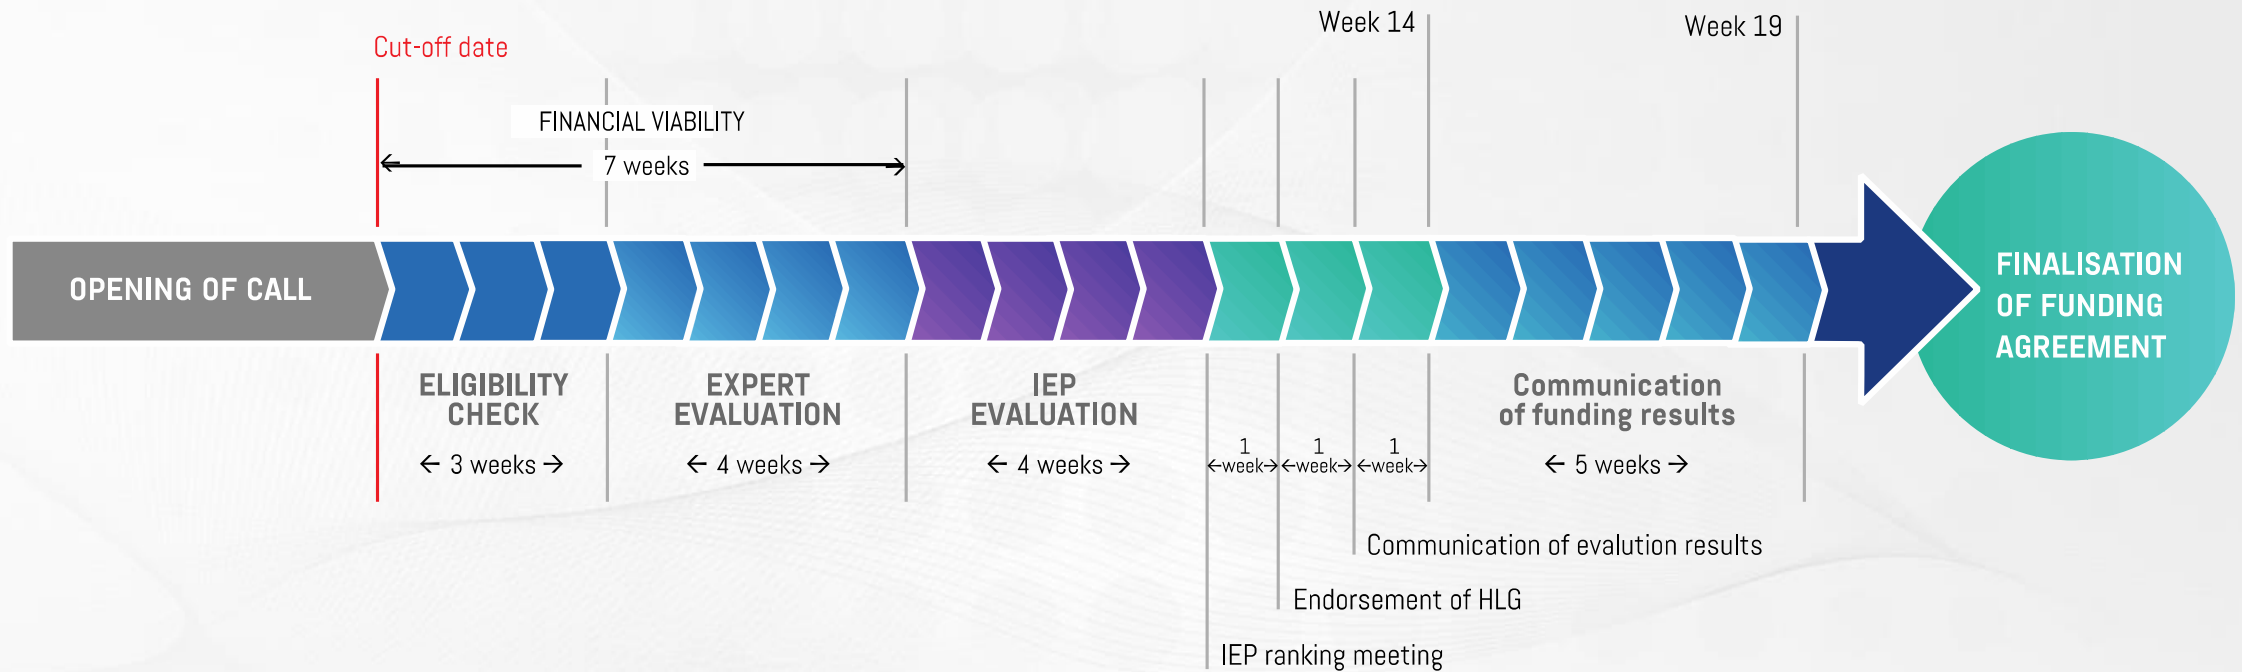 Week 14
Week 19
Cut-off date
FINANCIAL VIABILITY
7 weeks
OPENING OF CALL
FINALISATION
OF FUNDING
AGREEMENT
ELIGIBILITY
CHECK
← 3 weeks →
EXPERT
EVALUATION
← 4 weeks →
IEP
EVALUATION
← 4 weeks →
1
←week→
1
←week→
1
←week→
Communication
of funding results
← 5 weeks →
Communication of evalution results
Endorsement of HLG
IEP ranking meeting